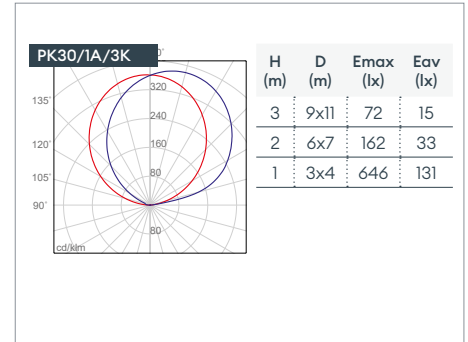 PK30/1A/3K
0°
135°
120°
105°
90°
320
240
160
80
80
cd/klm
H D Emax Eav
(m) (m) (lx) (lx)
3 9x11 72 15
2 6x7 162 33
1 3x4 646 131